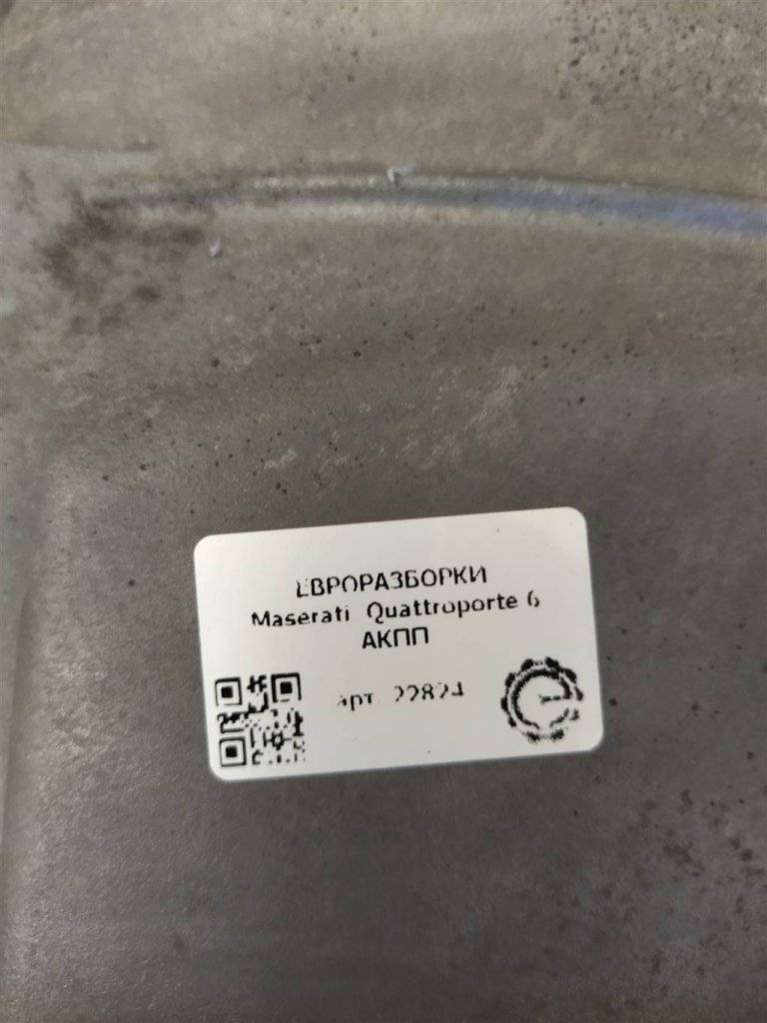 ЕВРОРАЗБОРКИ
Maserati Quattroporte 6
АКПП
арт. 22824